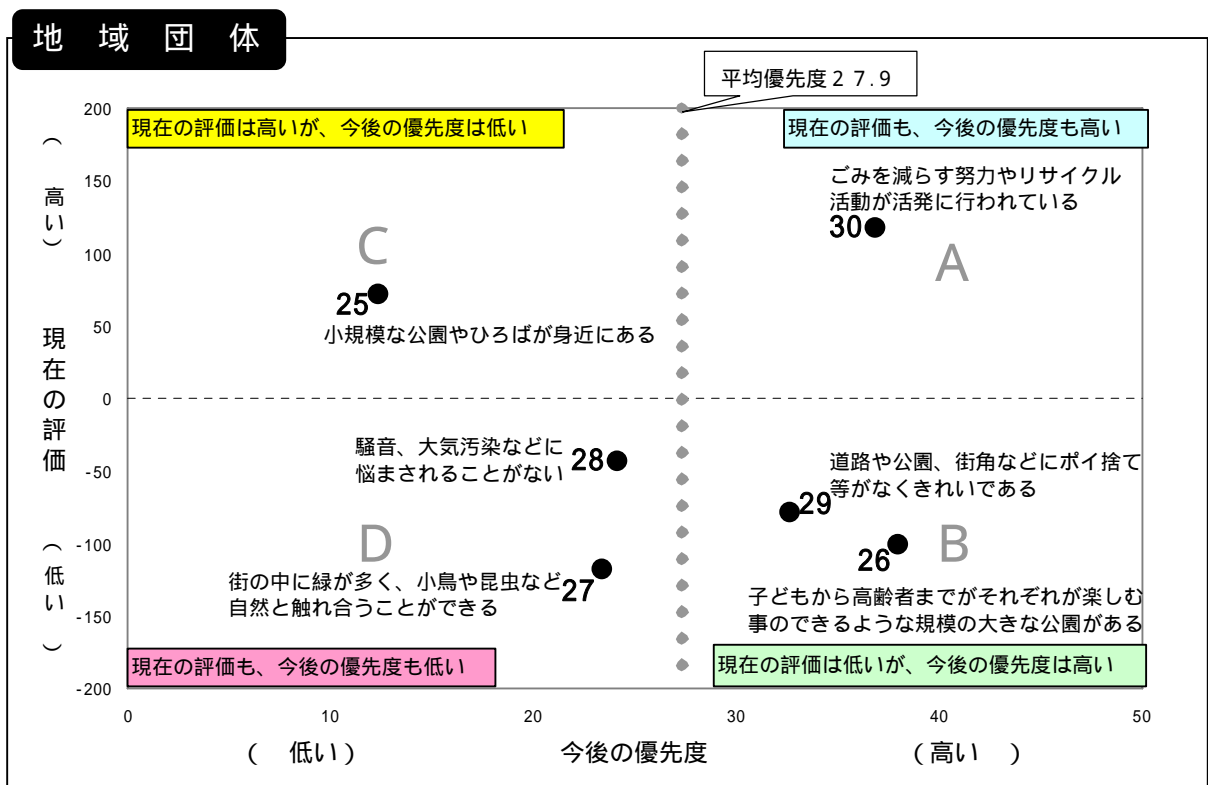 地域団体
平均優先度27.9
現在の評価は高いが、今後の優先度は低い
現在の評価も、今後の優先度も高い
ごみを減らす努力やリサイクル
活動が活発に行われている
30
A
C
25
小規模な公園やひろばが身近にある
騒音、大気汚染などに
悩まされることがない
28
道路や公園、街角などにポイ捨て
等がなくきれいである
29
D
B
26
街の中に緑が多く、小鳥や昆虫など
自然と触れ合うことができる
27
子どもから高齢者までがそれぞれが楽しむ
事のできるような規模の大きな公園がある
現在の評価も、今後の優先度も低い
現在の評価は低いが、今後の優先度は高い
200
150
100
50
0
-50
-100
-150
-200
(高い)
現在の評価
(低い)
0
10
20
30
40
50
( 低い)
今後の優先度
(高い )